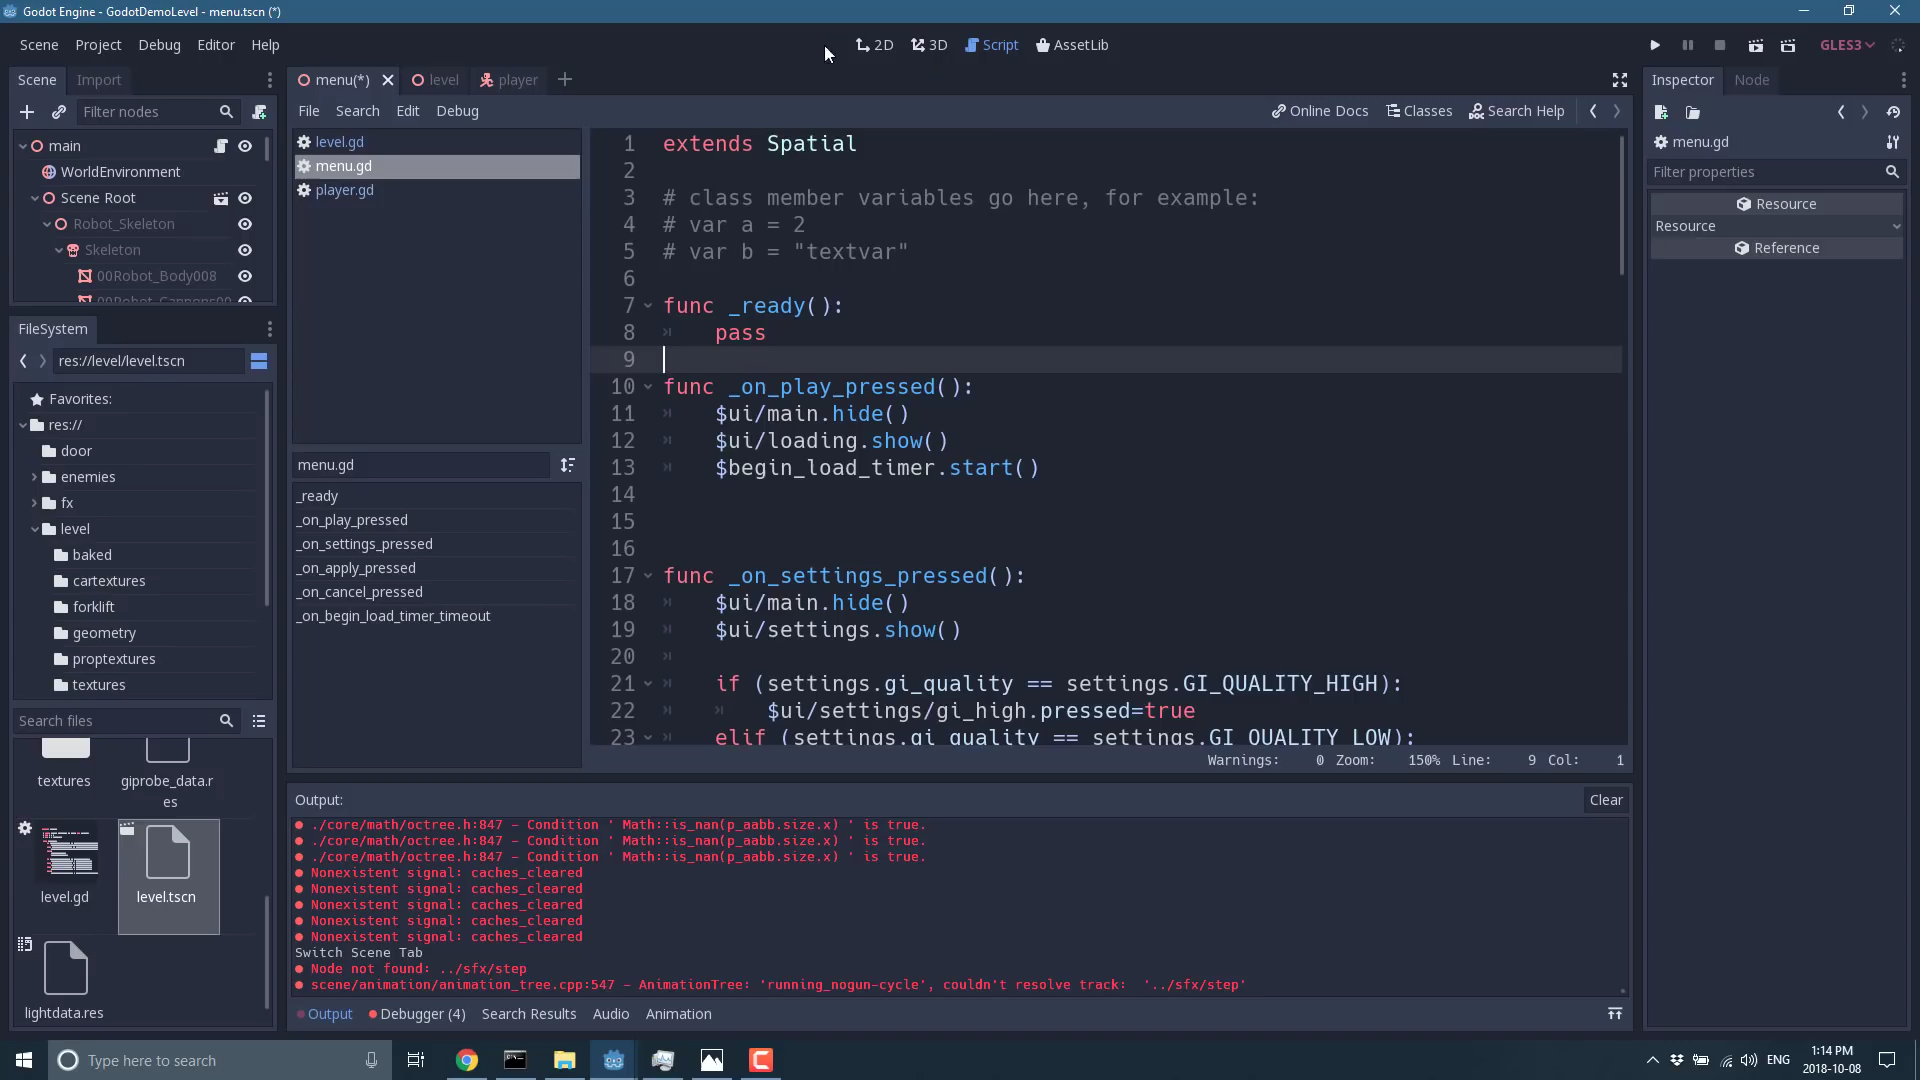 Godot Engine - GodotDemoLevel - menu.tscn (*)
Scene Project Debug Editor Help
2D 3D Script AssetLib
GLES3
Scene Import
menu(*) level player
Inspector Node
Filter nodes
File Search Edit Debug
Online Docs Classes Search Help
main
WorldEnvironment
Scene Root
Robot_Skeleton
Skeleton
00Robot_Body008
00Robot_Cannons00
level.gd
menu.gd
player.gd
menu.gd
Filter properties
Resource
Resource
Reference
FileSystem
res://level/level.tscn
Favorites:
res://
door
enemies
fx
level
baked
cartextures
forklift
geometry
proptextures
textures
Search files
textures
giprobe_data.r
es
level.gd
level.tscn
lightdata.res
menu.gd
_ready
_on_play_pressed
_on_settings_pressed
_on_apply_pressed
_on_cancel_pressed
_on_begin_load_timer_timeout
1 extends Spatial
2
3 # class member variables go here, for example:
4 # var a = 2
5 # var b = "textvar"
6
7 func _ready():
8 pass
9
10 func _on_play_pressed():
11 $ui/main.hide()
12 $ui/loading.show()
13 $begin_load_timer.start()
14
15
16
17 func _on_settings_pressed():
18 $ui/main.hide()
19 $ui/settings.show()
20
21 if (settings.gi_quality == settings.GI_QUALITY_HIGH):
22 $ui/settings/gi_high.pressed=true
23 elif (settings.gi_quality == settings.GI_QUALITY_LOW):
Warnings: 0 Zoom: 150% Line: 9 Col: 1
Output:
Clear
./core/math/octree.h:847 - Condition ' Math::is_nan(p_aabb.size.x) ' is true.
./core/math/octree.h:847 - Condition ' Math::is_nan(p_aabb.size.x) ' is true.
./core/math/octree.h:847 - Condition ' Math::is_nan(p_aabb.size.x) ' is true.
Nonexistent signal: caches_cleared
Nonexistent signal: caches_cleared
Nonexistent signal: caches_cleared
Nonexistent signal: caches_cleared
Nonexistent signal: caches_cleared
Switch Scene Tab
Node not found: ../sfx/step
scene/animation/animation_tree.cpp:547 - AnimationTree: 'running_nogun-cycle', couldn't resolve track:  '../sfx/step'
Output Debugger (4) Search Results Audio Animation
Type here to search
ENG
1:14 PM
2018-10-08